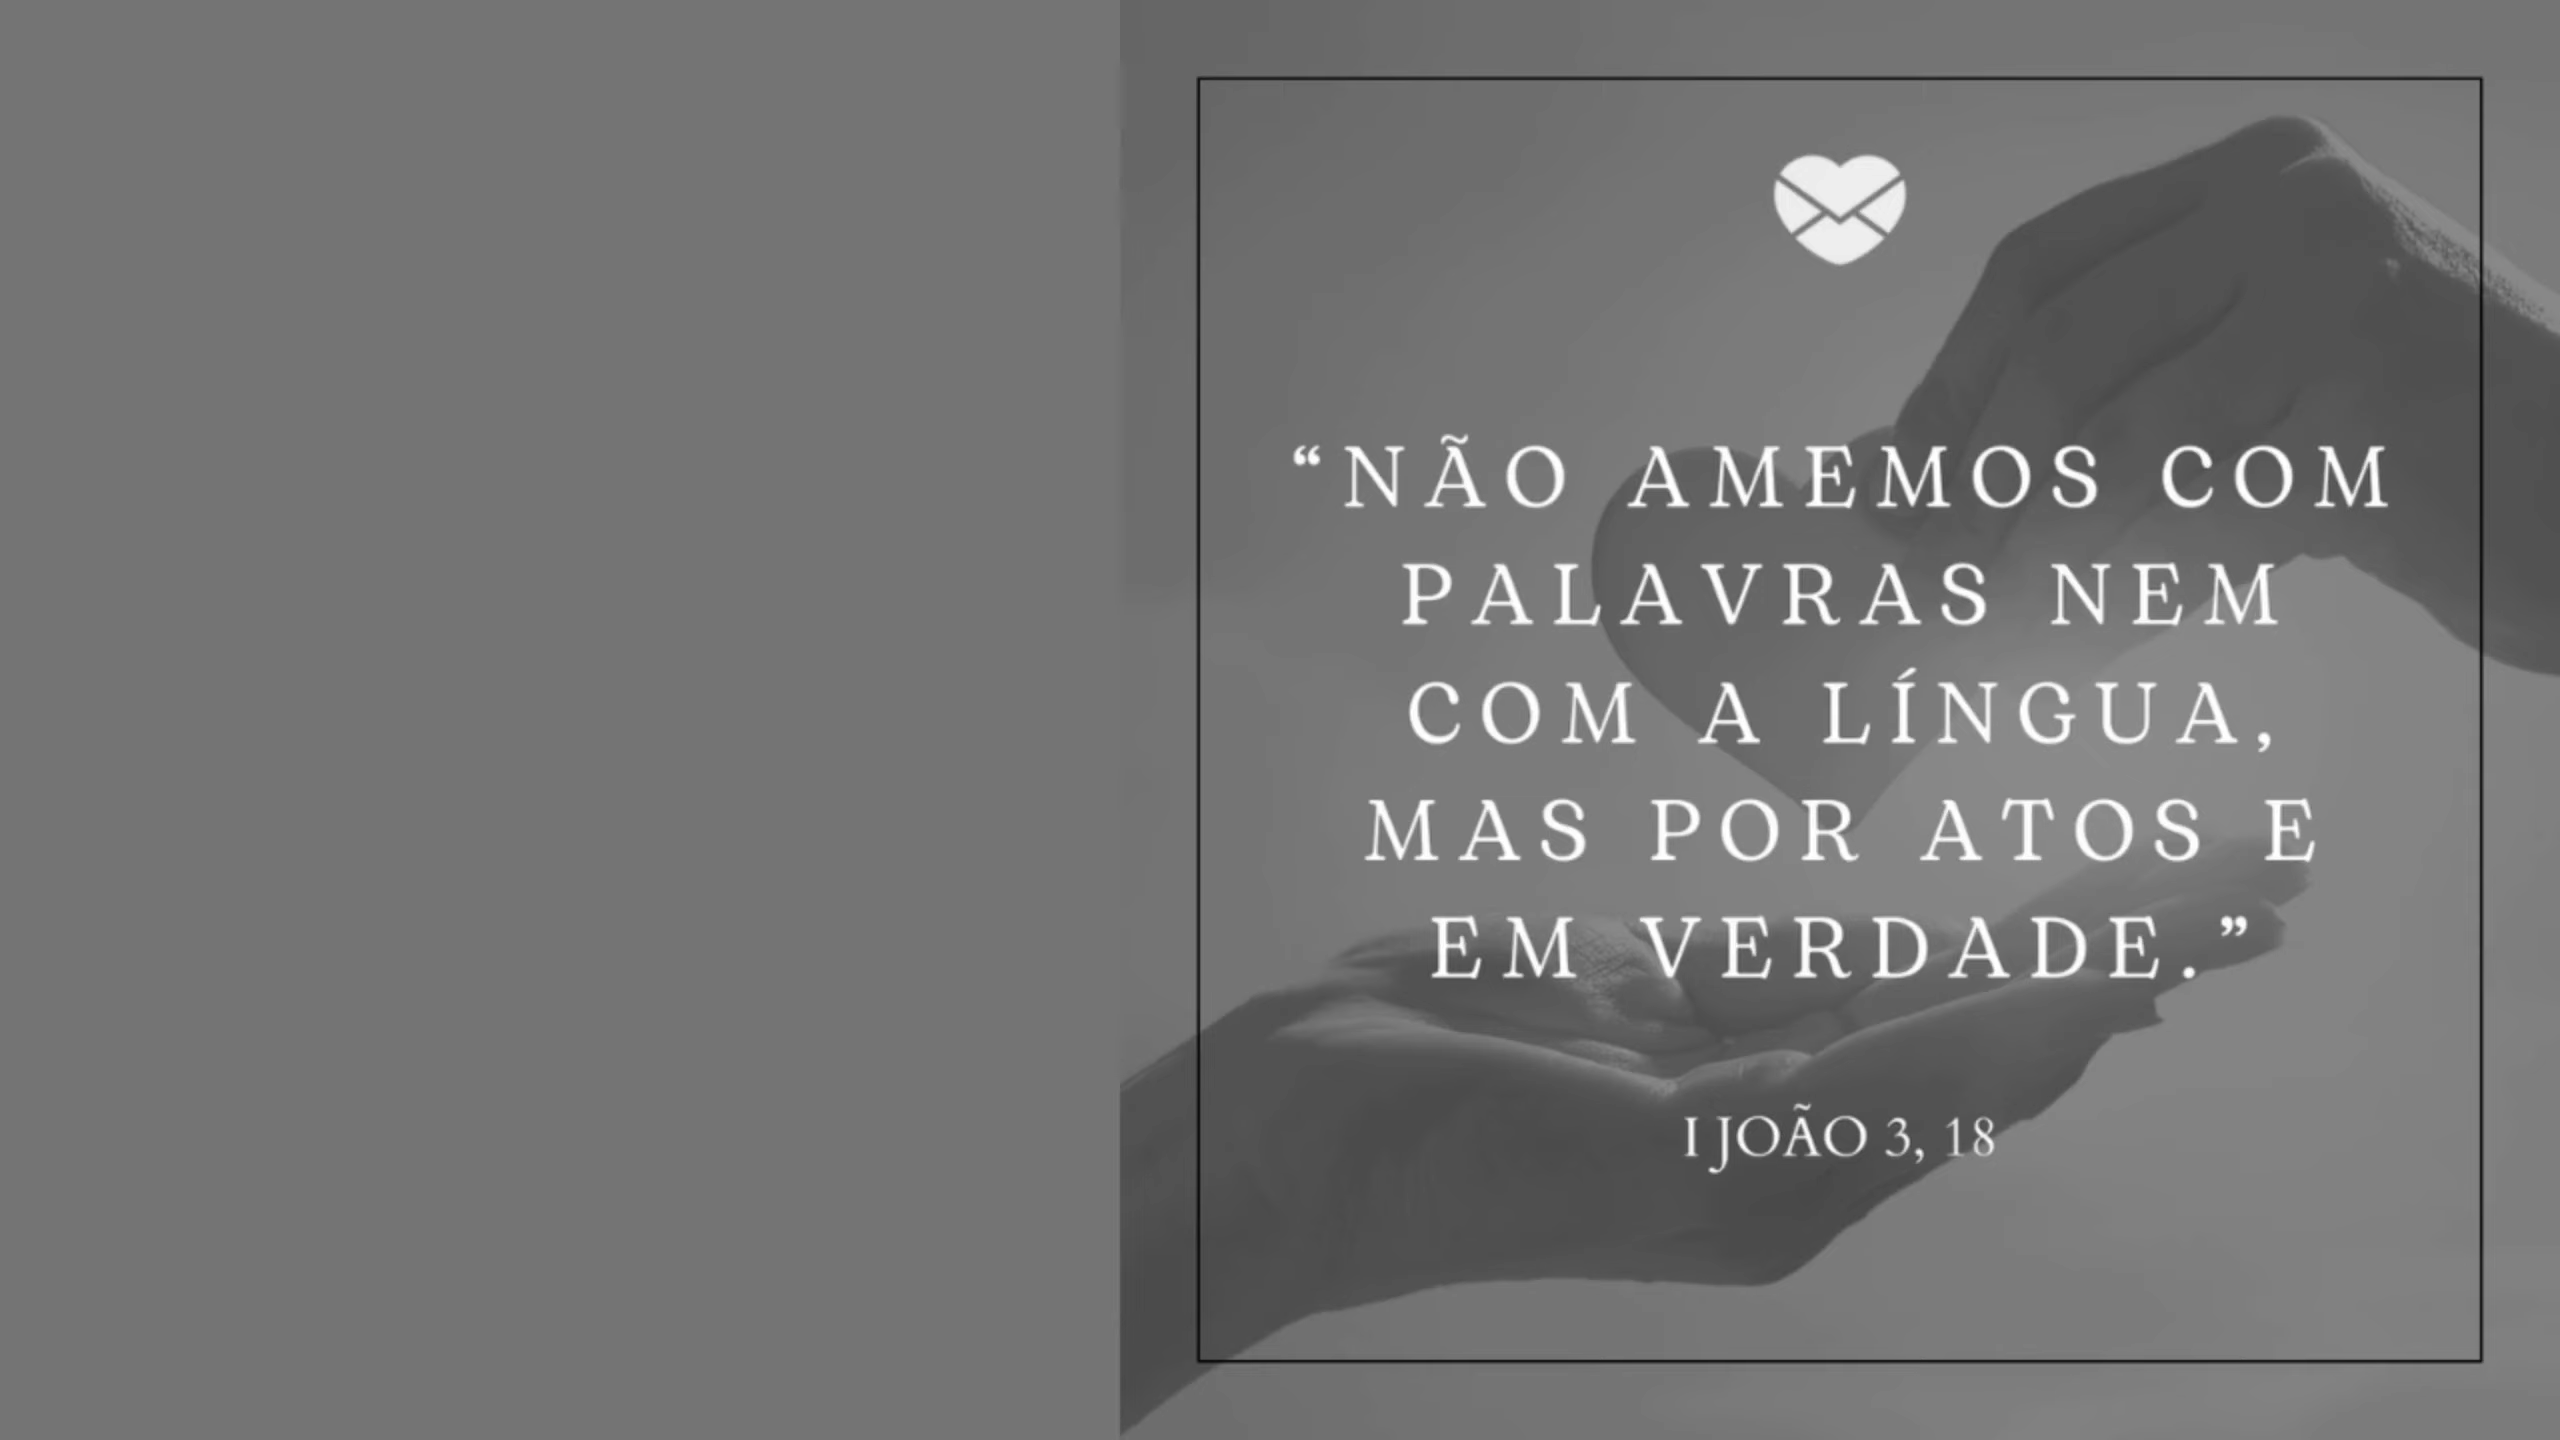 “NÃO AMEMOS COM
PALAVRAS NEM
COM A LÍNGUA,
MAS POR ATOS E
EM VERDADE.”
I JOÃO 3, 18